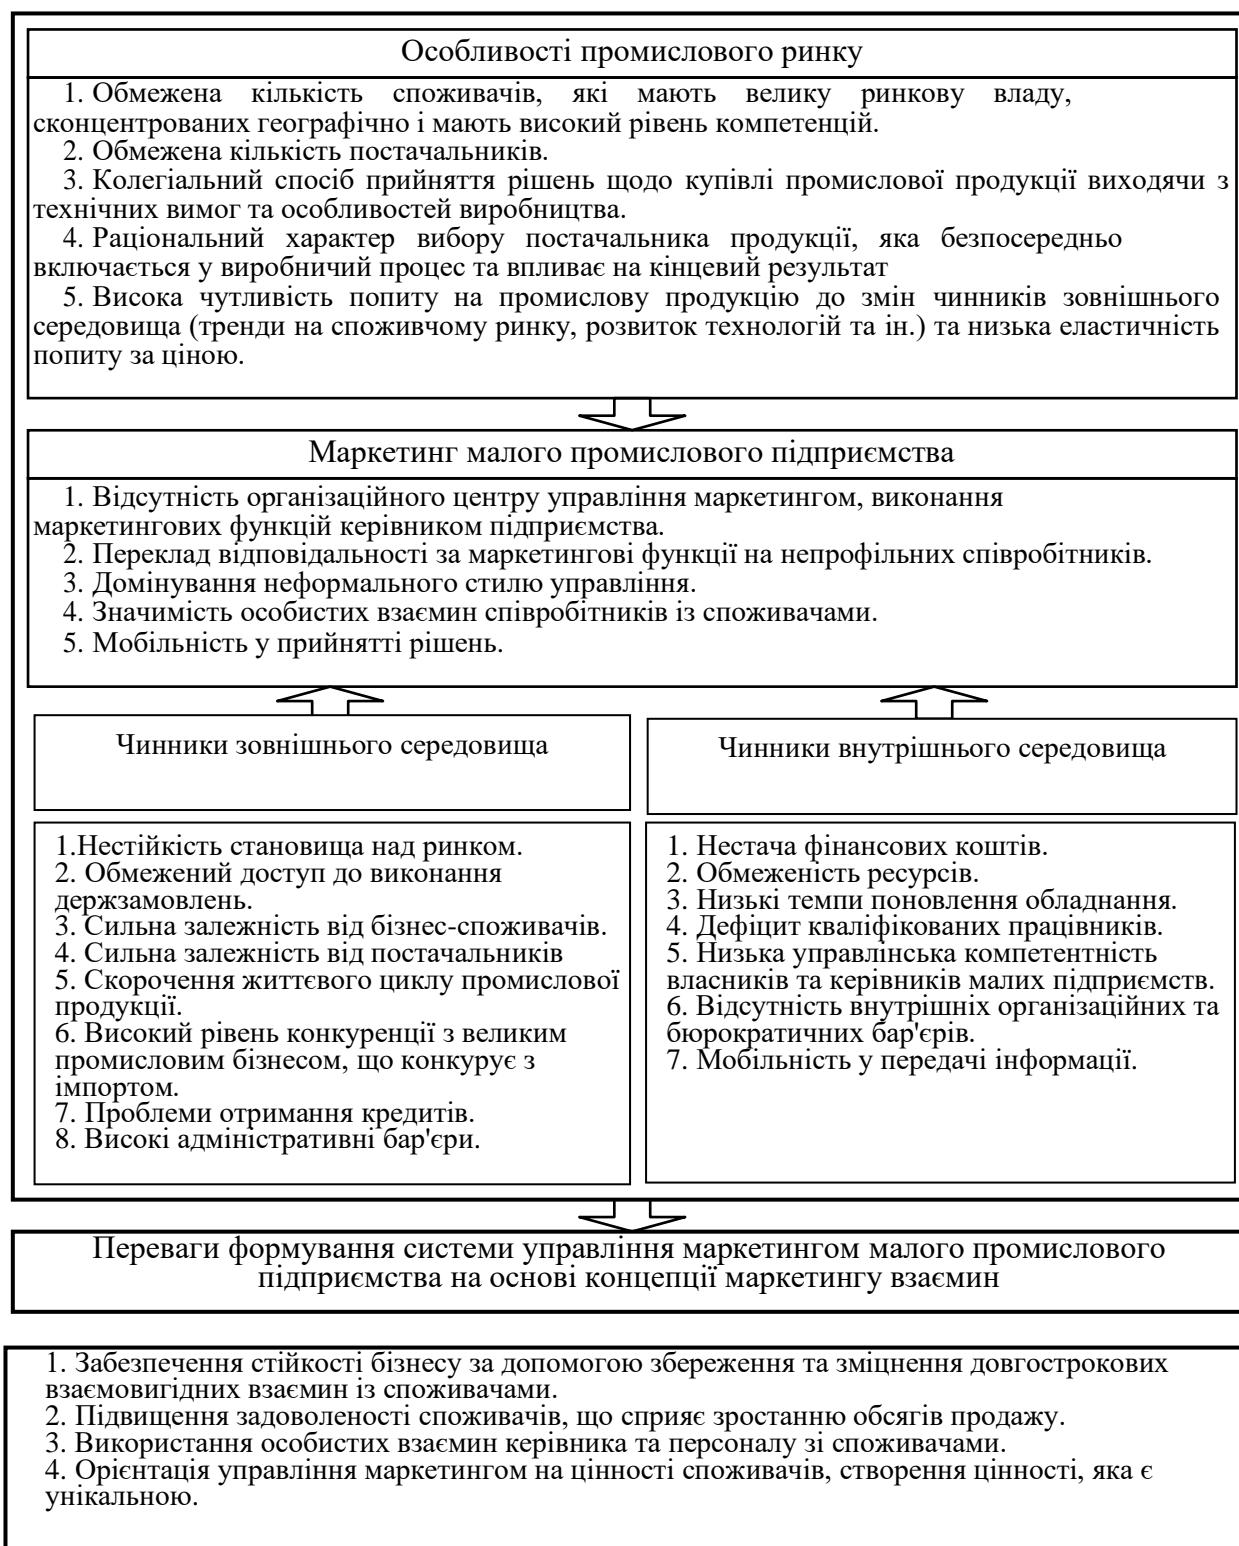 Особливості промислового ринку
1. Обмежена кількість споживачів, які мають велику ринкову владу,
сконцентрованих географічно і мають високий рівень компетенцій.
2. Обмежена кількість постачальників.
3. Колегіальний спосіб прийняття рішень щодо купівлі промислової продукції виходячи з
технічних вимог та особливостей виробництва.
4. Раціональний характер вибору постачальника продукції, яка безпосередньо
включається у виробничий процес та впливає на кінцевий результат
5. Висока чутливість попиту на промислову продукцію до змін чинників зовнішнього
середовища (тренди на споживчому ринку, розвиток технологій та ін.) та низька еластичність
попиту за ціною.
Маркетинг малого промислового підприємства
1. Відсутність організаційного центру управління маркетингом, виконання
маркетингових функцій керівником підприємства.
2. Переклад відповідальності за маркетингові функції на непрофільних співробітників.
3. Домінування неформального стилю управління.
4. Значимість особистих взаємин співробітників із споживачами.
5. Мобільність у прийнятті рішень.
Чинники зовнішнього середовища
1.Нестійкість становища над ринком.
2. Обмежений доступ до виконання
держзамовлень.
3. Сильна залежність від бізнес-споживачів.
4. Сильна залежність від постачальників
5. Скорочення життєвого циклу промислової
продукції.
6. Високий рівень конкуренції з великим
промисловим бізнесом, що конкурує з
імпортом.
7. Проблеми отримання кредитів.
8. Високі адміністративні бар'єри.
Чинники внутрішнього середовища
1. Нестача фінансових коштів.
2. Обмеженість ресурсів.
3. Низькі темпи поновлення обладнання.
4. Дефіцит кваліфікованих працівників.
5. Низька управлінська компетентність
власників та керівників малих підприємств.
6. Відсутність внутрішніх організаційних та
бюрократичних бар'єрів.
7. Мобільність у передачі інформації.
Переваги формування системи управління маркетингом малого промислового
підприємства на основі концепції маркетингу взаємин
1. Забезпечення стійкості бізнесу за допомогою збереження та зміцнення довгострокових
взаємовигідних взаємин із споживачами.
2. Підвищення задоволеності споживачів, що сприяє зростанню обсягів продажу.
3. Використання особистих взаємин керівника та персоналу зі споживачами.
4. Орієнтація управління маркетингом на цінності споживачів, створення цінності, яка є
унікальною.